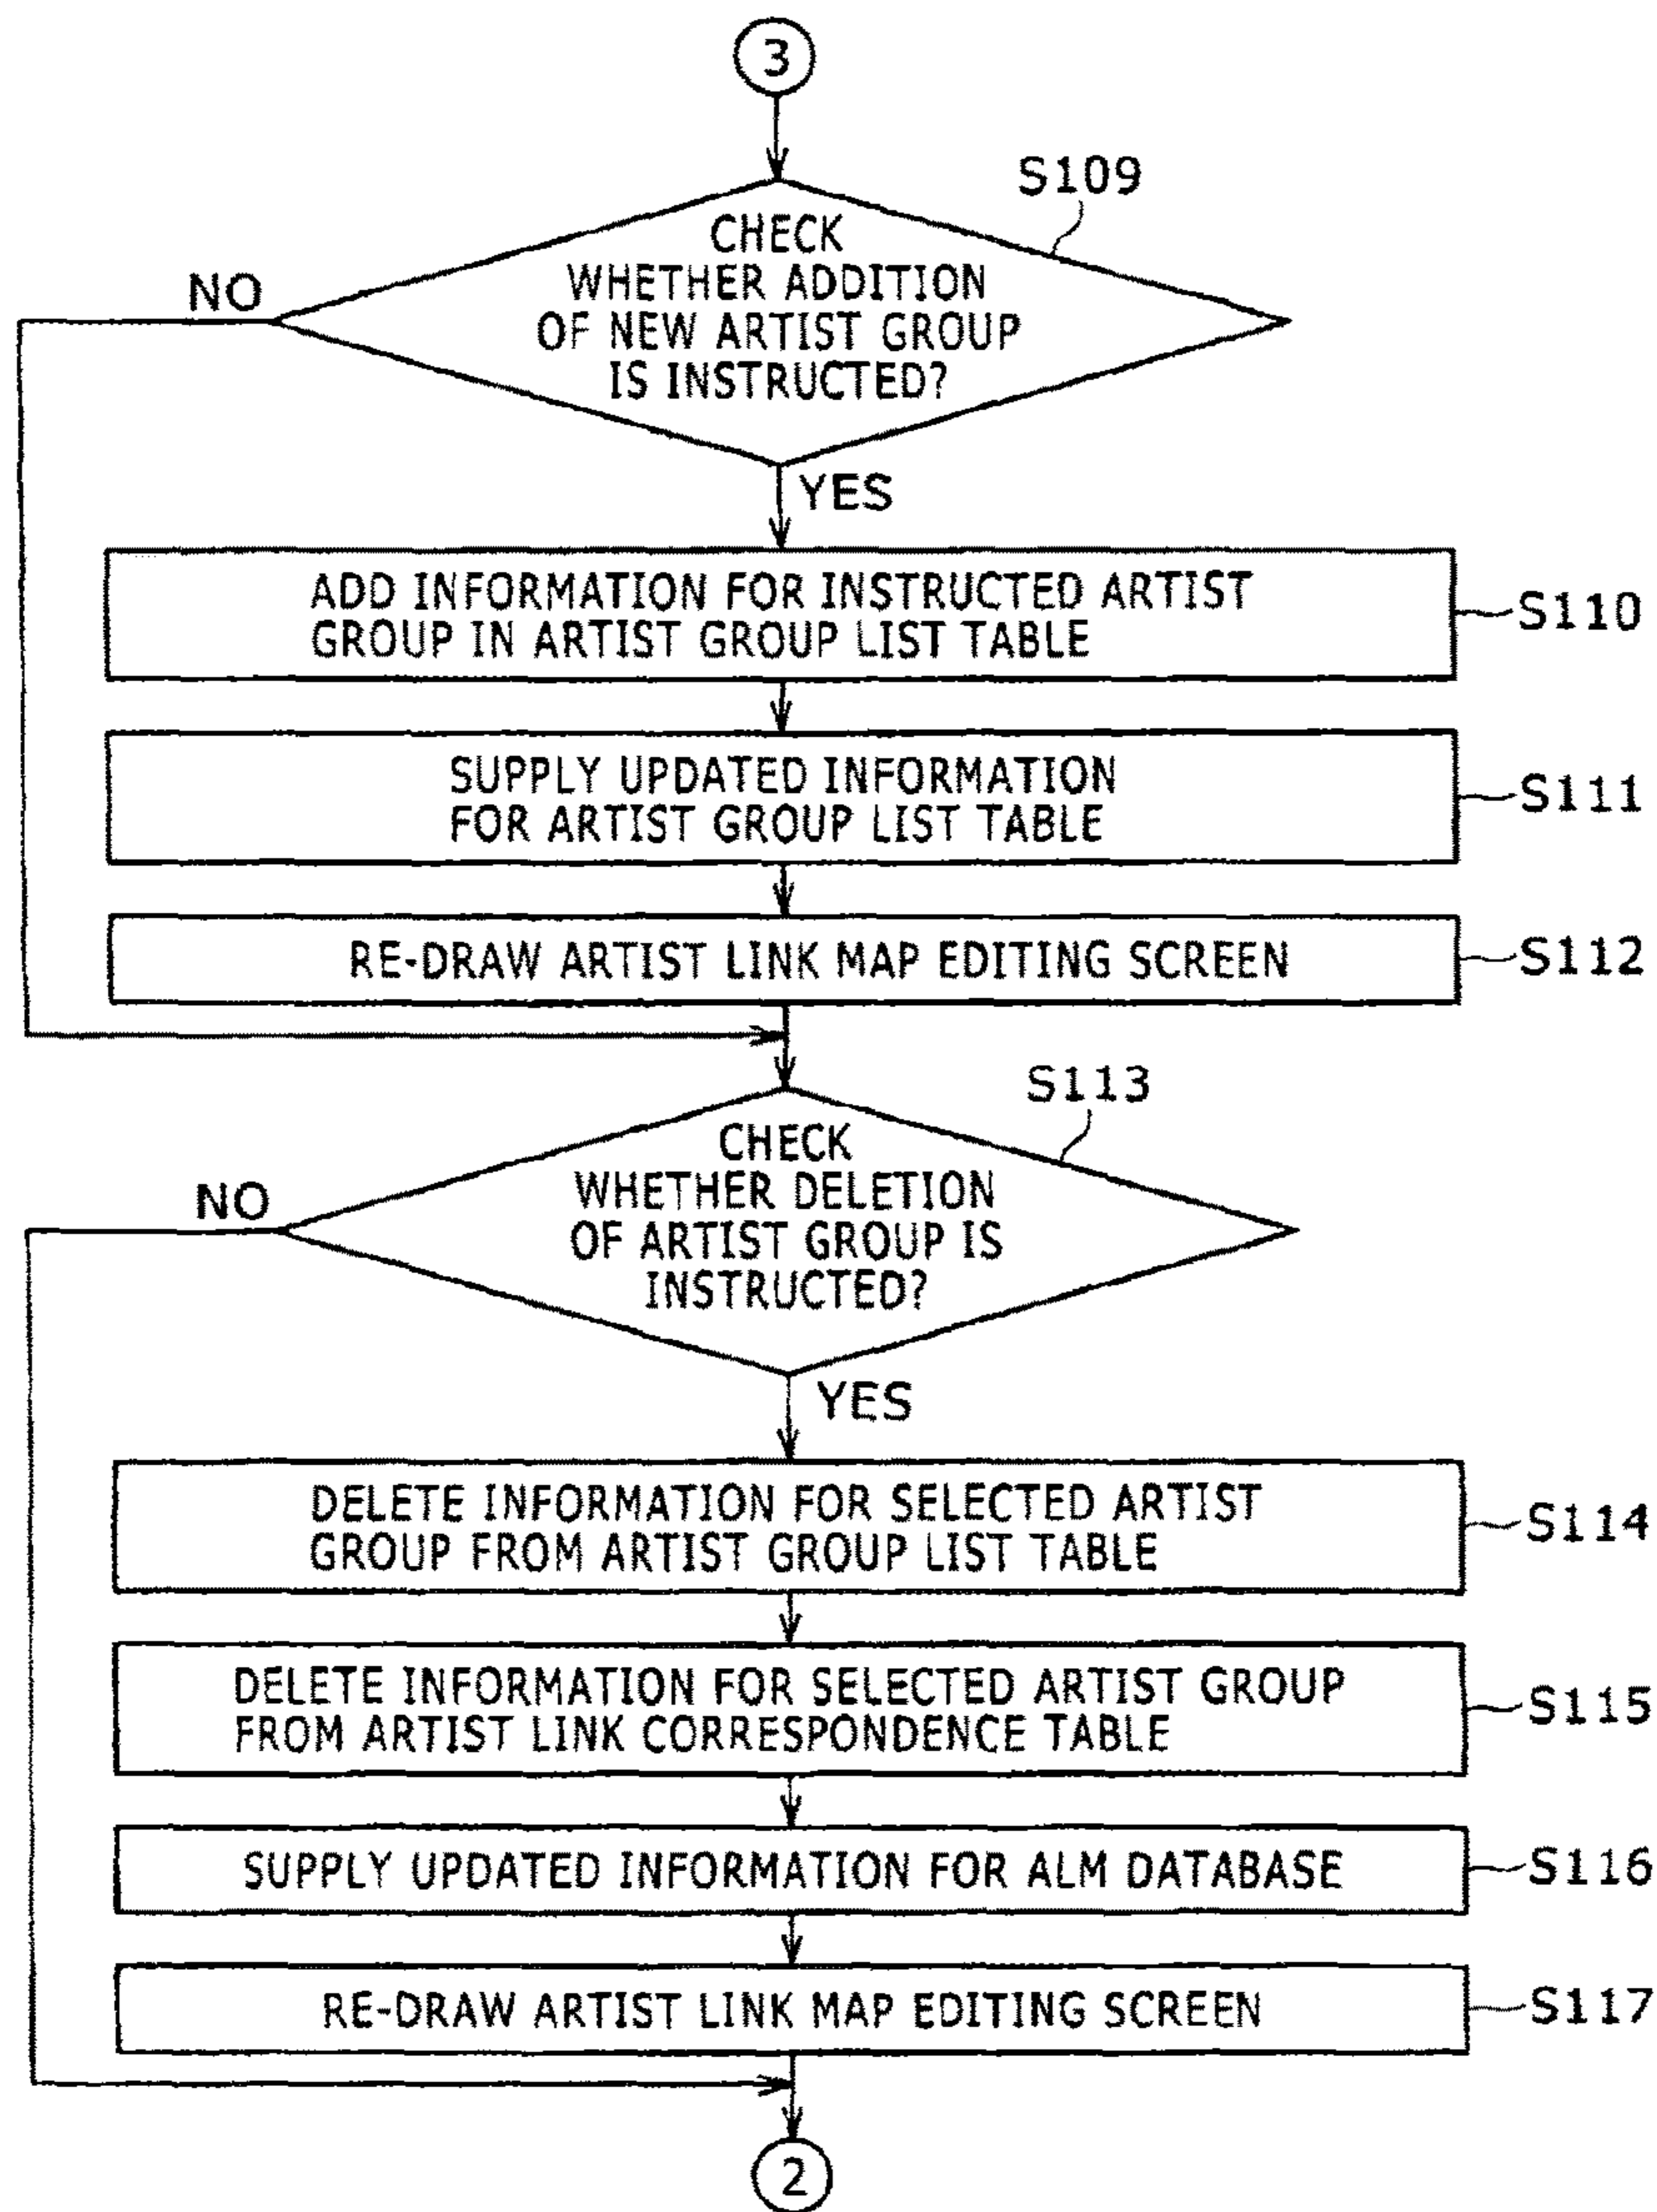 3
S109
CHECK
WHETHER ADDITION
OF NEW ARTIST GROUP
IS INSTRUCTED?
NO
YES
ADD INFORMATION FOR INSTRUCTED ARTIST
GROUP IN ARTIST GROUP LIST TABLE
S110
SUPPLY UPDATED INFORMATION
FOR ARTIST GROUP LIST TABLE
S111
RE-DRAW ARTIST LINK MAP EDITING SCREEN
S112
S113
CHECK
WHETHER DELETION
OF ARTIST GROUP IS
INSTRUCTED?
NO
YES
DELETE INFORMATION FOR SELECTED ARTIST
GROUP FROM ARTIST GROUP LIST TABLE
S114
DELETE INFORMATION FOR SELECTED ARTIST GROUP
FROM ARTIST LINK CORRESPONDENCE TABLE
S115
SUPPLY UPDATED INFORMATION FOR ALM DATABASE
S116
RE-DRAW ARTIST LINK MAP EDITING SCREEN
S117
2